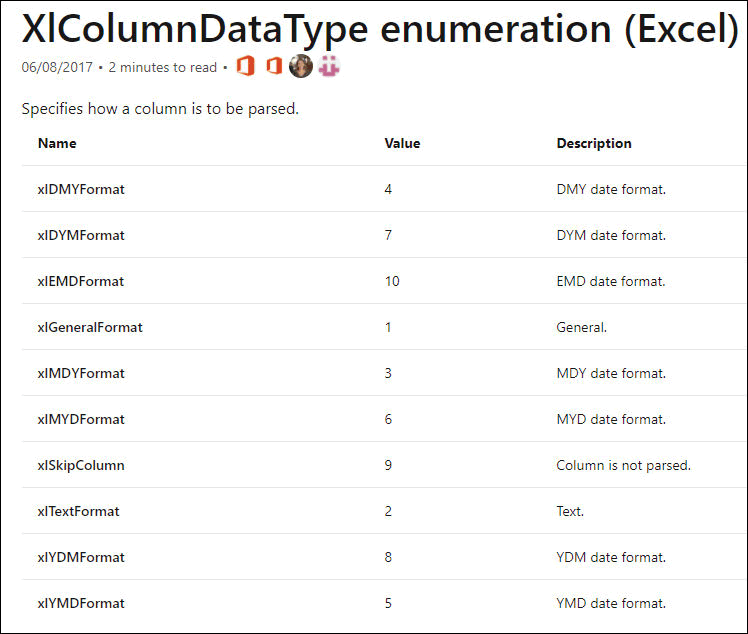 XlColumnDataType enumeration (Excel)
06/08/2017 • 2 minutes to read •
Specifies how a column is to be parsed.
Name Value Description
xlDMYFormat 4 DMY date format.
xlDYMFormat 7 DYM date format.
xlEMDFormat 10 EMD date format.
xlGeneralFormat 1 General.
xlMDYFormat 3 MDY date format.
xlMYDFormat 6 MYD date format.
xlSkipColumn 9 Column is not parsed.
xlTextFormat 2 Text.
xlYDMFormat 8 YDM date format.
xlYMDFormat 5 YMD date format.